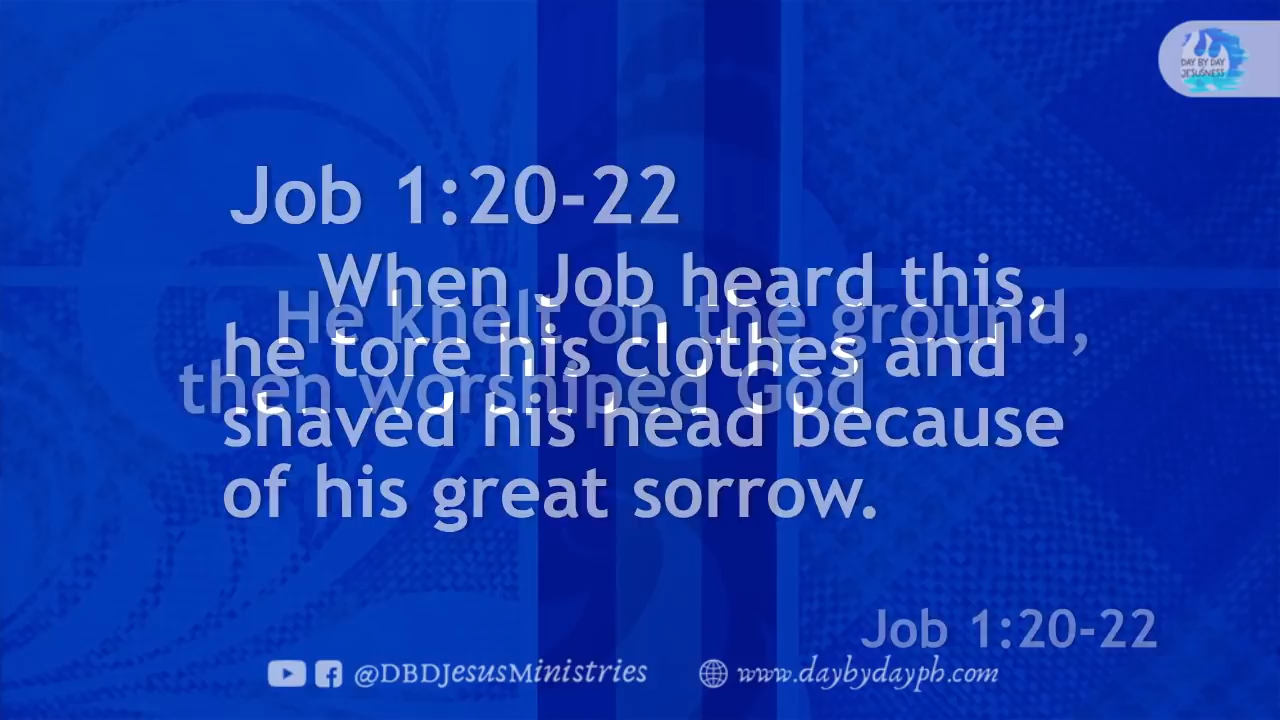 DAY BY DAY
JESUSNESS
Job 1:20-22
When Job heard this,
he tore his clothes and
shaved his head because
of his great sorrow.
He knelt on the ground,
then worshiped God
Job 1:20-22
@DBDJesusMinistries
www.daybydayph.com